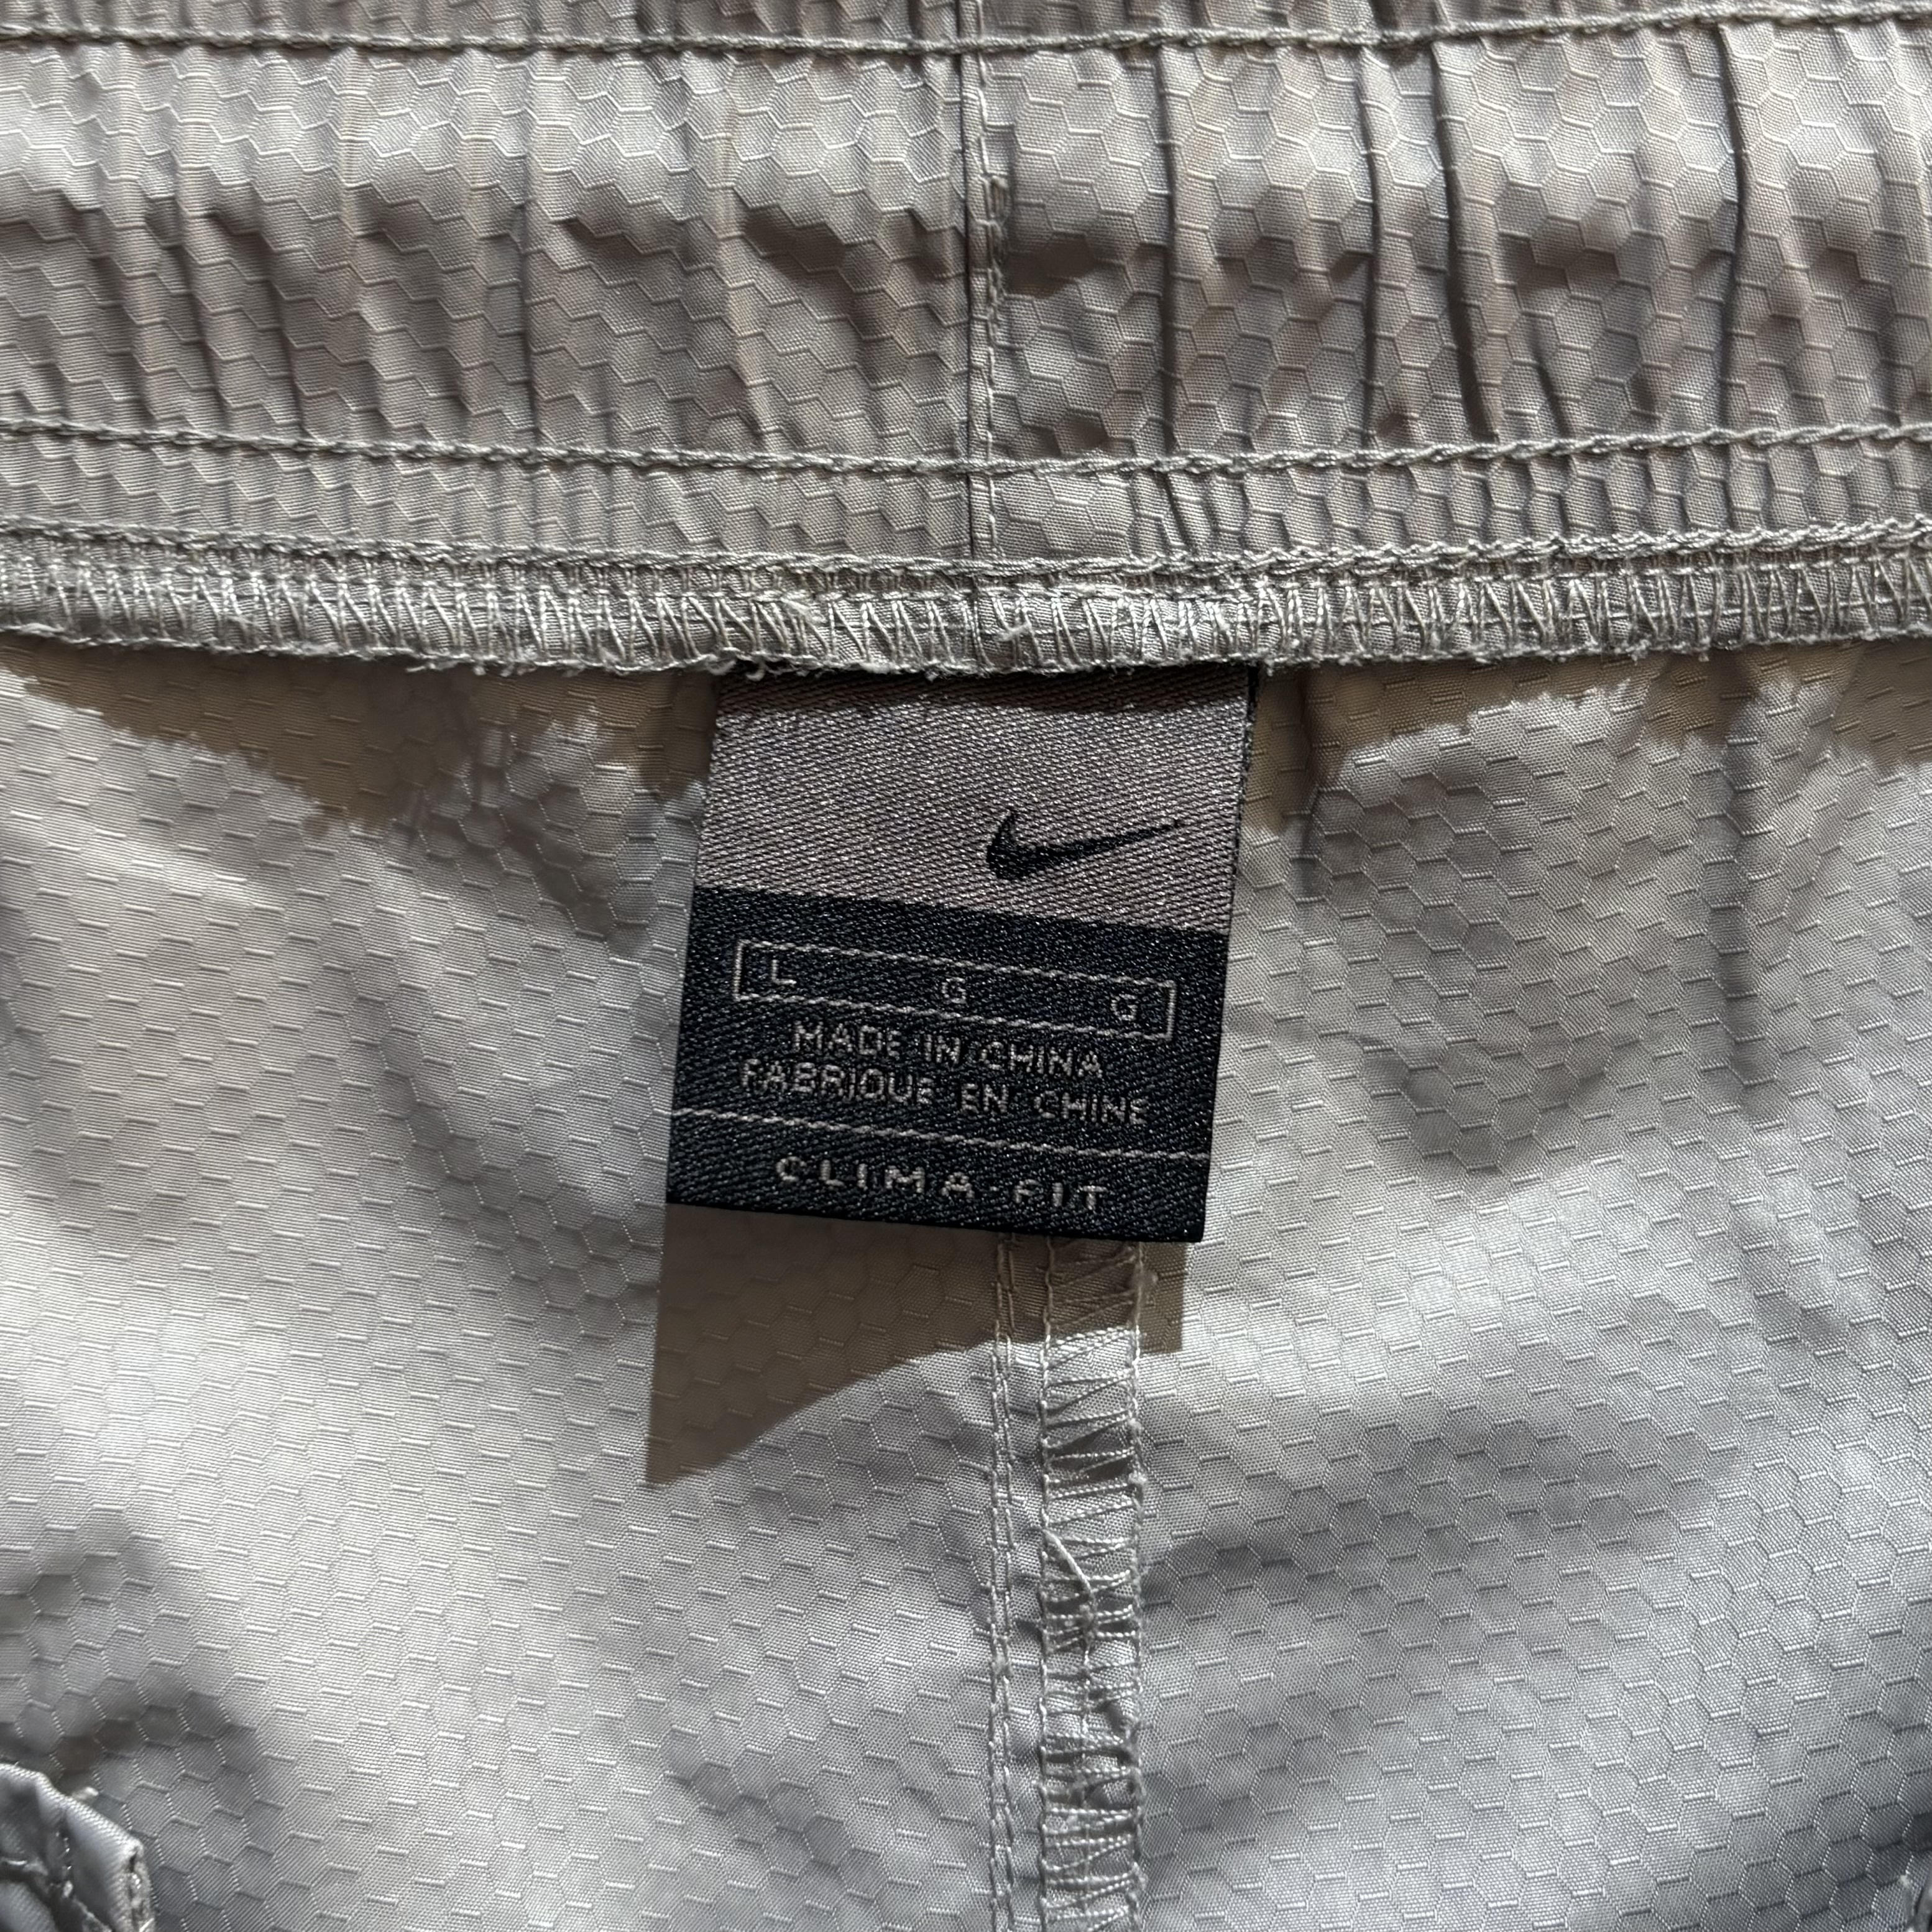 L G G
MADE IN CHINA
FABRIQUE EN CHINE
CLIMA FIT